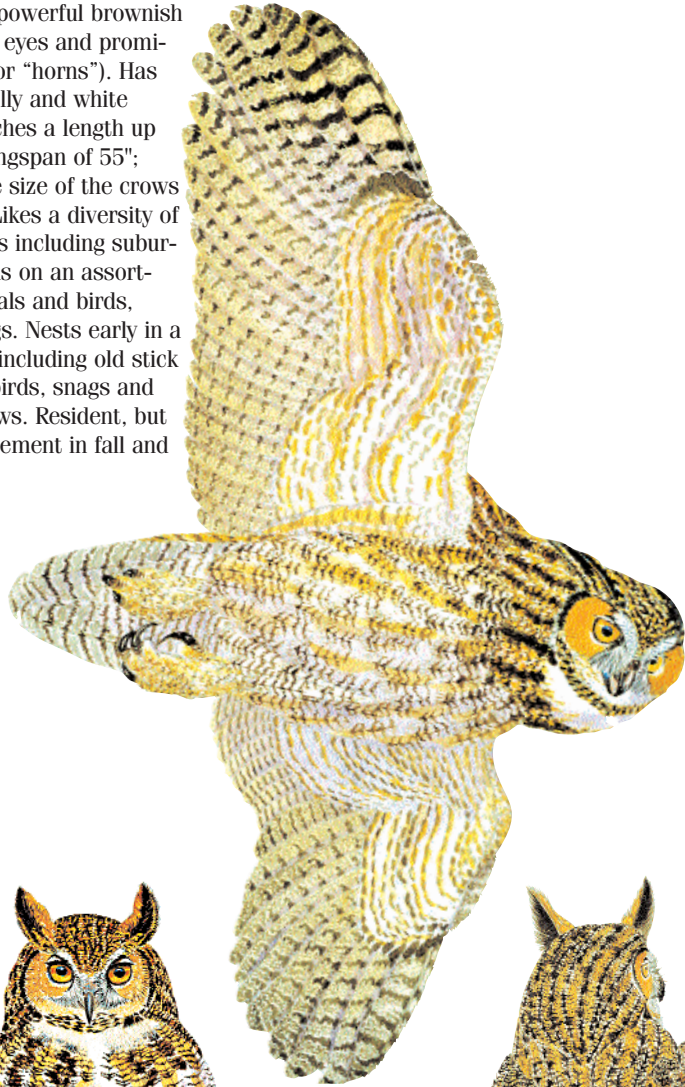 powerful brownish
eyes and promi-
or “horns”). Has
lly and white
ches a length up
ngspan of 55";
e size of the crows
Likes a diversity of
s including subur-
s on an assort-
als and birds,
gs. Nests early in a
including old stick
birds, snags and
ws. Resident, but
ement in fall and